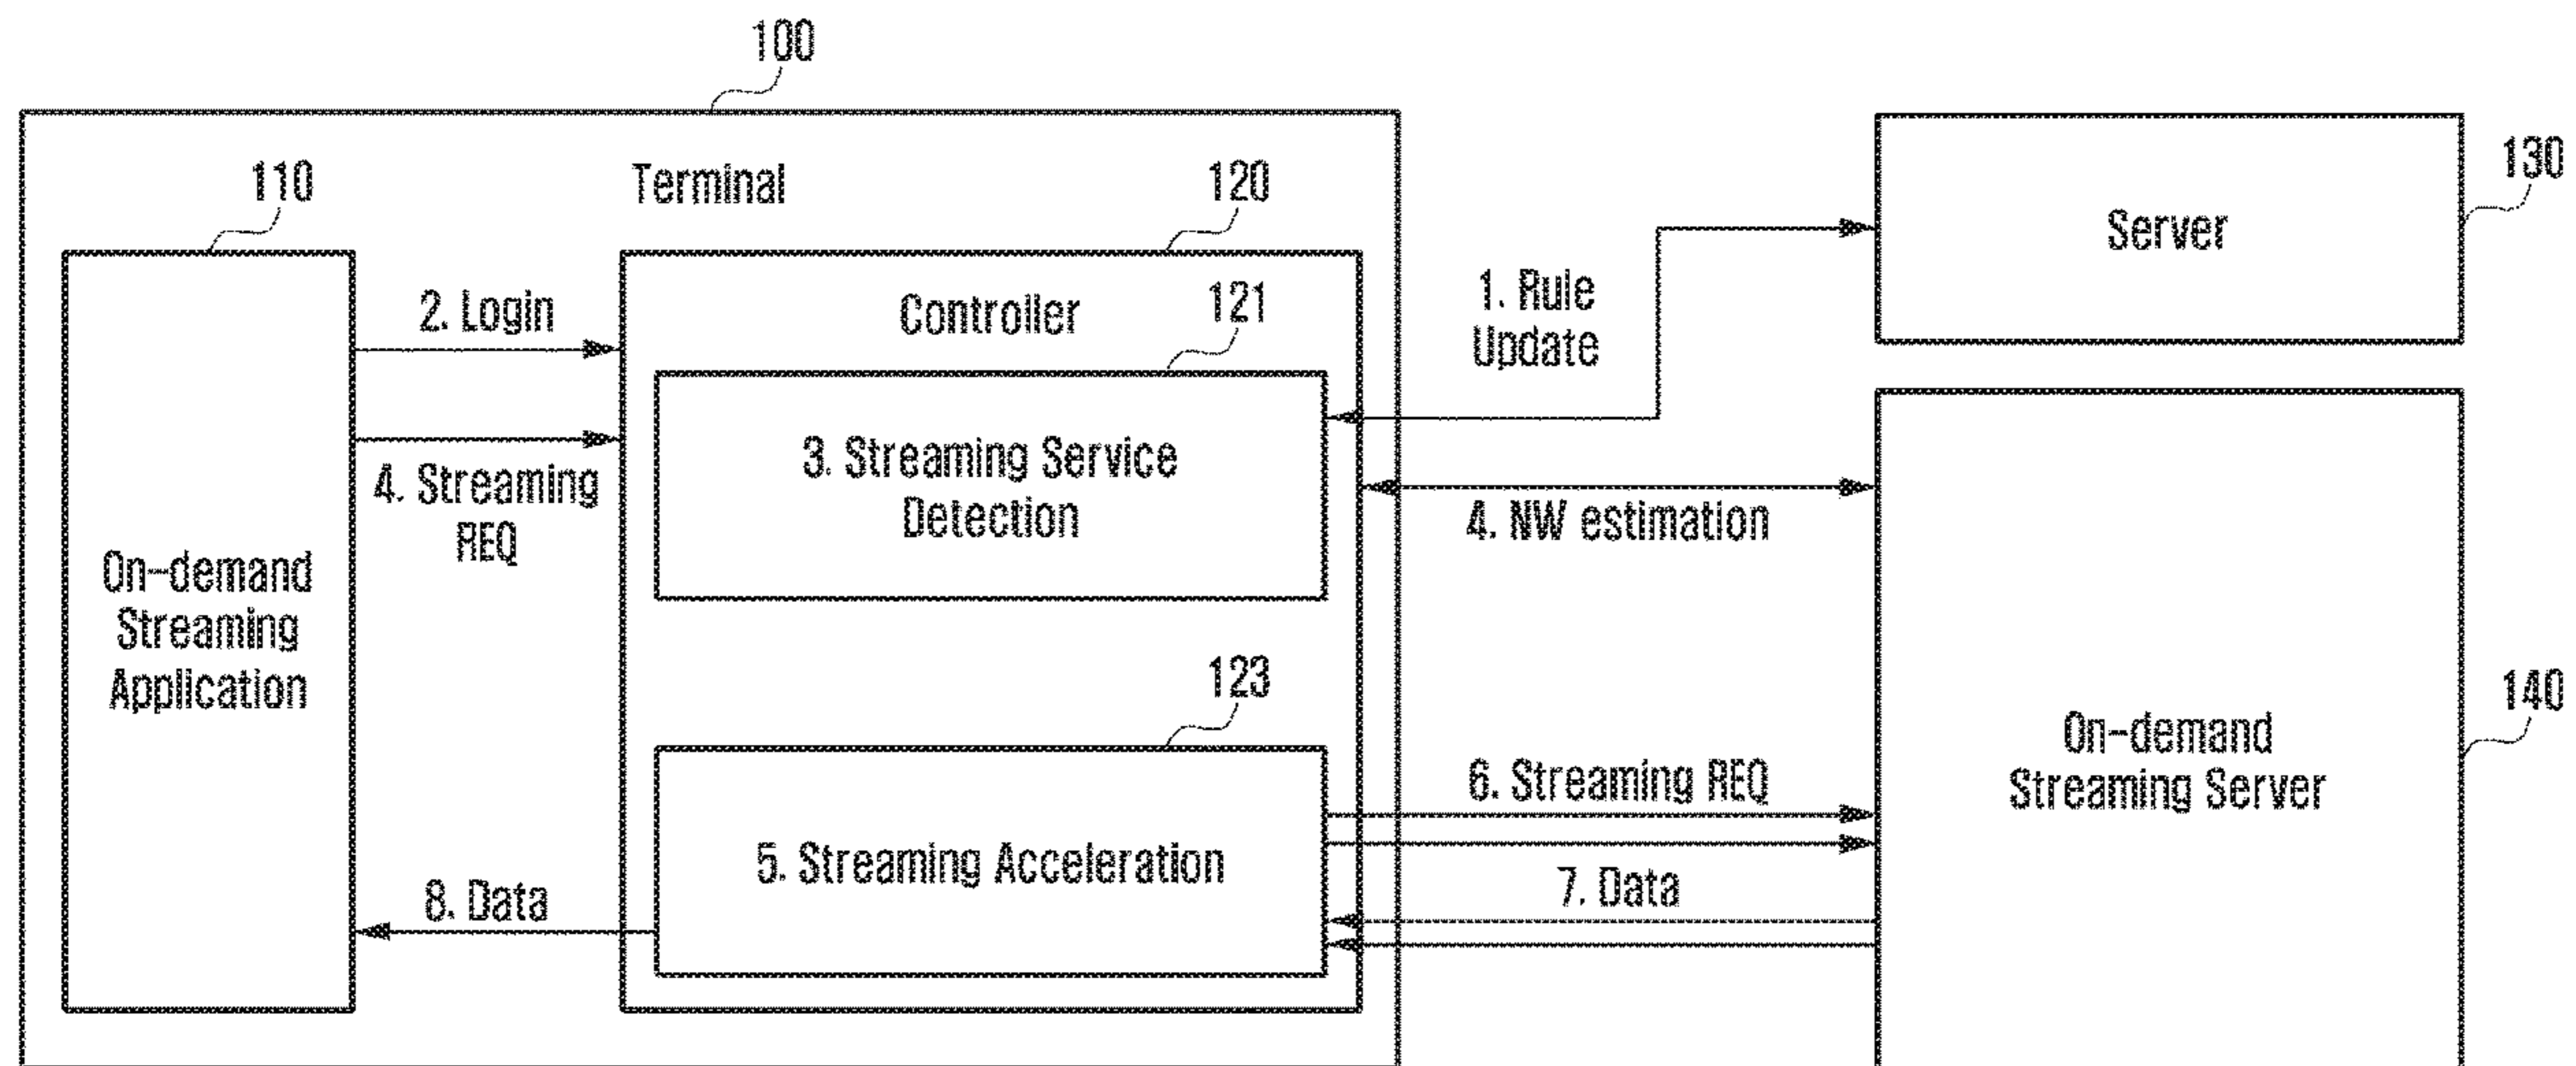 100
Terminal
110
120
130
Server
2. Login
Controller
121
1. Rule
Update
3. Streaming Service
Detection
4. Streaming
REQ
4. NW estimation
On-demand
Streaming
Application
123
140
On-demand
Streaming Server
6. Streaming REQ
5. Streaming Acceleration
7. Data
8. Data